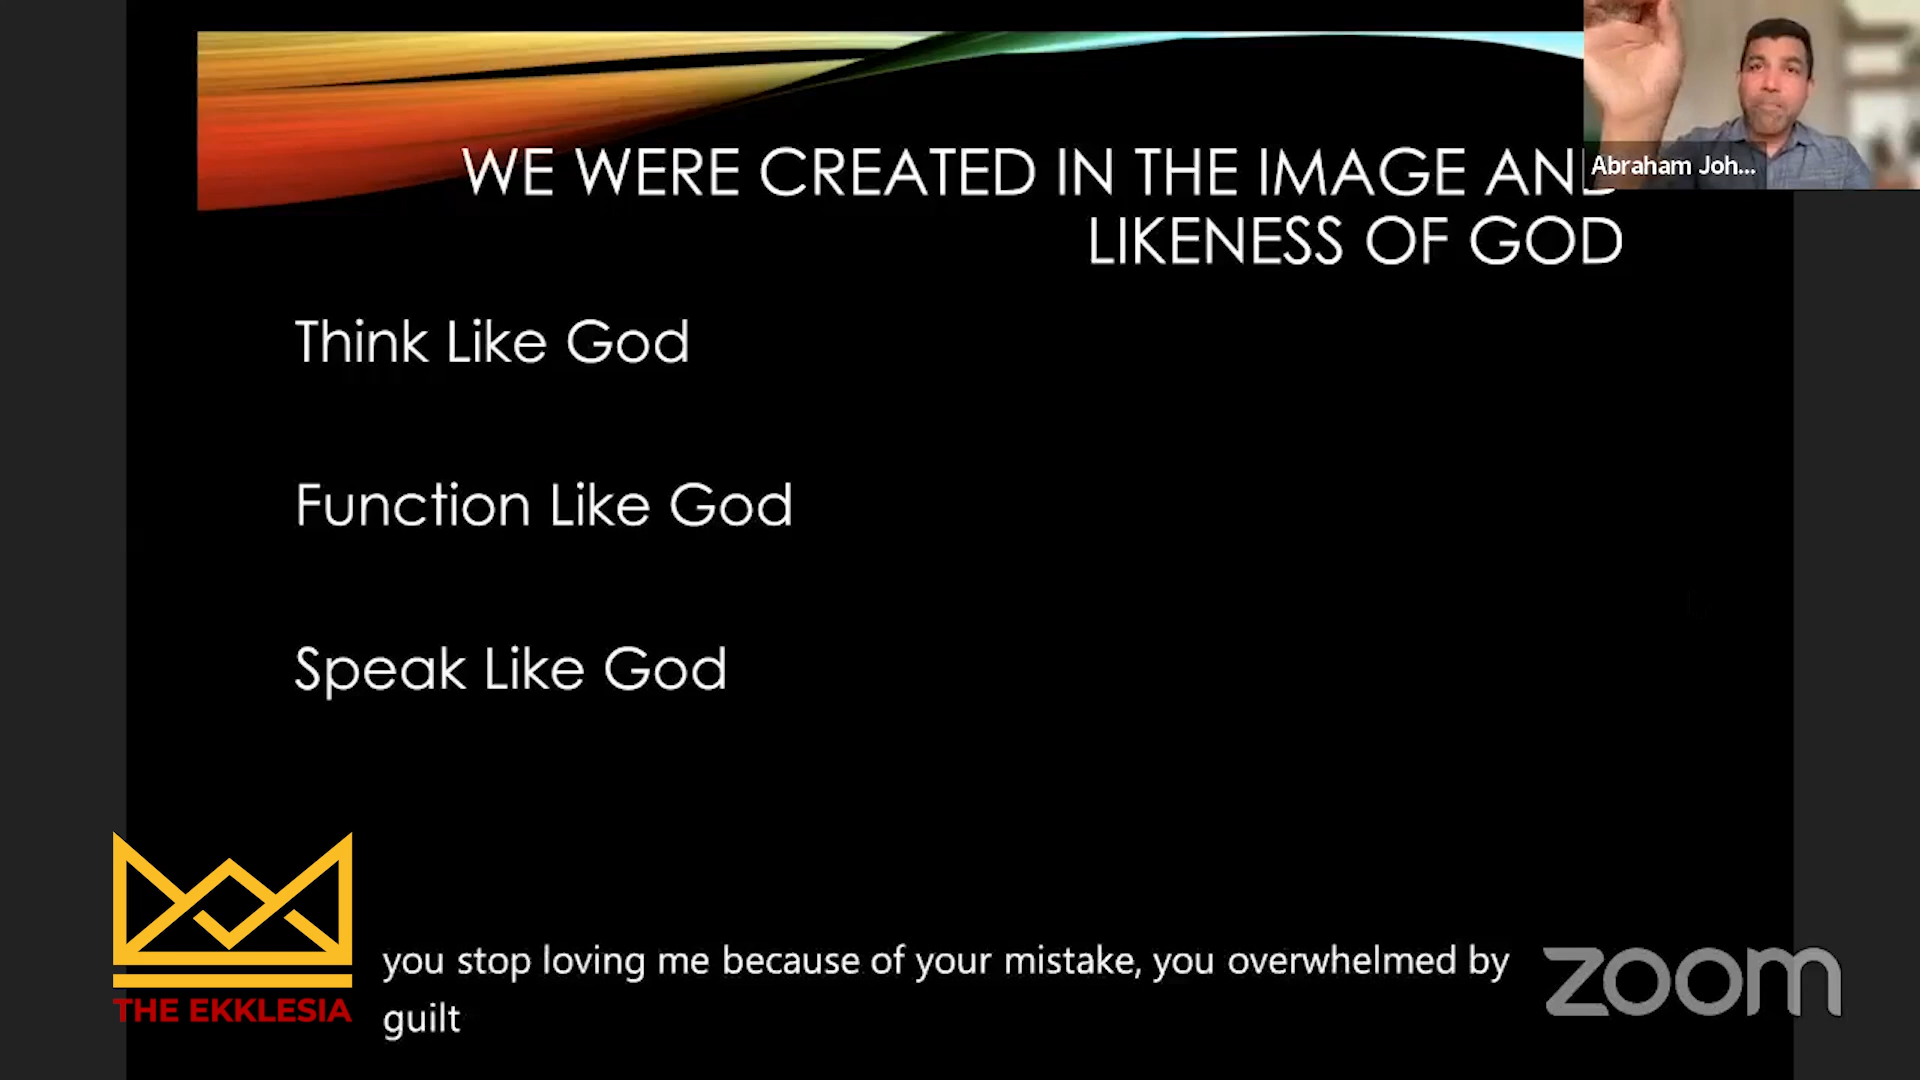 WE WERE CREATED IN THE IMAGE AND
LIKENESS OF GOD
Abraham Joh...
Think Like God
Function Like God
Speak Like God
THE EKKLESIA
you stop loving me because of your mistake, you overwhelmed by
guilt
zoom